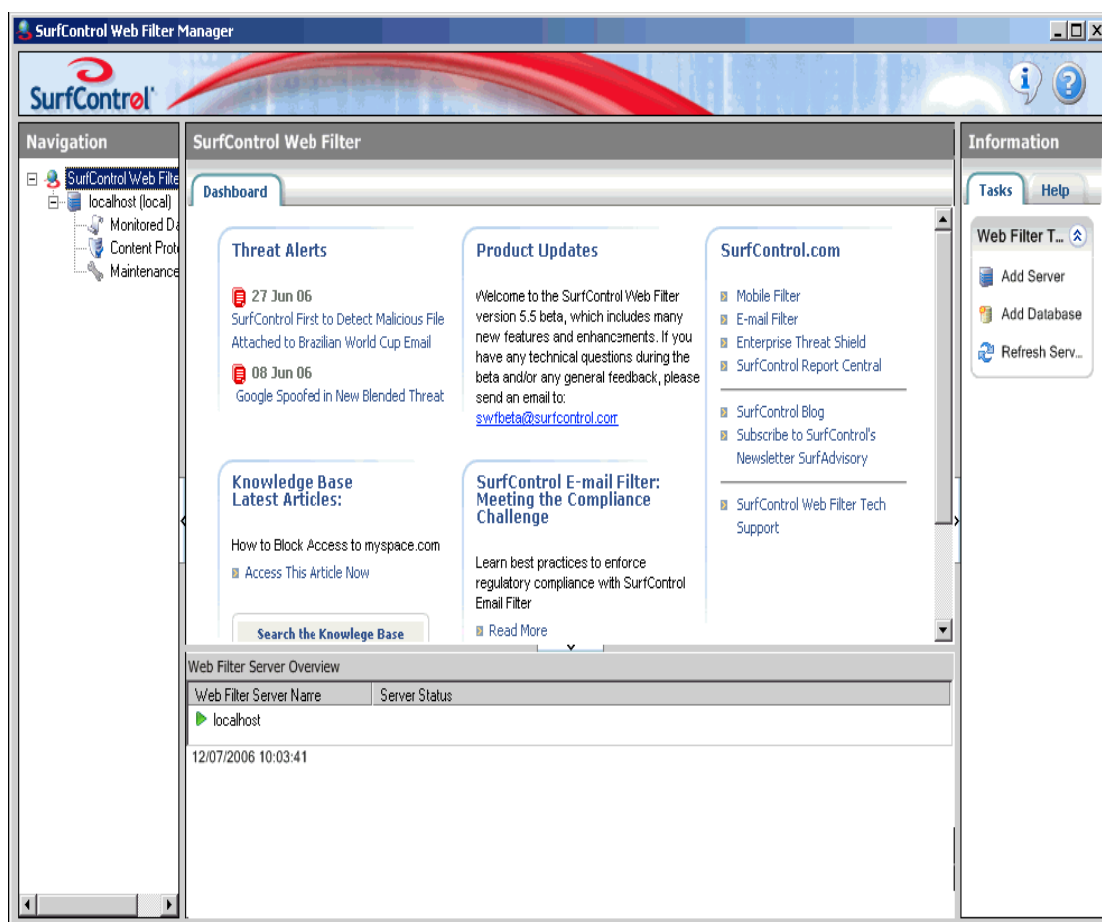 SurfControl Web Filter Manager
SurfControl
Navigation
SurfControl Web Filte
localhost (local)
Monitored Da
Content Prote
Maintenance
SurfControl Web Filter
Dashboard
Threat Alerts
27 Jun 06
SurfControl First to Detect Malicious File
Attached to Brazilian World Cup Email
08 Jun 06
Google Spoofed in New Blended Threat
Knowledge Base
Latest Articles:
How to Block Access to myspace.com
Access This Article Now
Search the Knowlege Base
Product Updates
Welcome to the SurfControl Web Filter
version 5.5 beta, which includes many
new features and enhancements. If you
have any technical questions during the
beta and/or any general feedback, please
send an email to:
swfbeta@surfcontrol.com
SurfControl E-mail Filter:
Meeting the Compliance
Challenge
Learn best practices to enforce
regulatory compliance with SurfControl
Email Filter
Read More
SurfControl.com
Mobile Filter
E-mail Filter
Enterprise Threat Shield
SurfControl Report Central
SurfControl Blog
Subscribe to SurfControl's
Newsletter SurfAdvisory
SurfControl Web Filter Tech
Support
Web Filter Server Overview
Web Filter Server Name Server Status
localhost
12/07/2006 10:03:41
Information
Tasks Help
Web Filter T...
Add Server
Add Database
Refresh Serv...